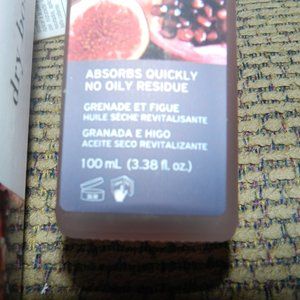 dry b
ABSORBS QUICKLY
NO OILY RESIDUE
GRENADE ET FIGUE
HUILE SÈCHE REVITALISANTE
GRANADA E HIGO
ACEITE SECO REVITALIZANTE
100 mL (3.38 fl. oz.)